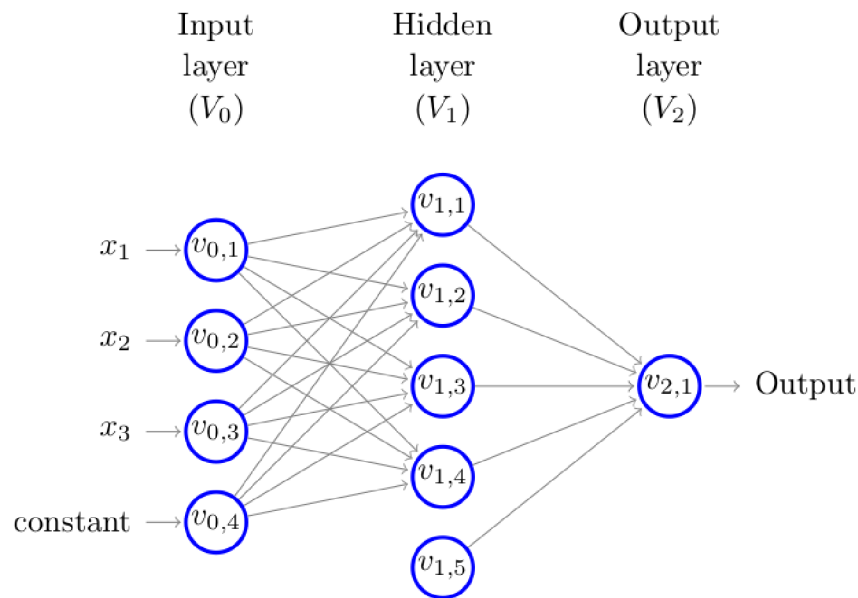 Input layer (V₀)
Hidden layer (V₁)
Output layer (V₂)
x₁
x₂
x₃
constant
v₀,₁
v₀,₂
v₀,₃
v₀,₄
v₁,₁
v₁,₂
v₁,₃
v₁,₄
v₁,₅
v₂,₁
Output